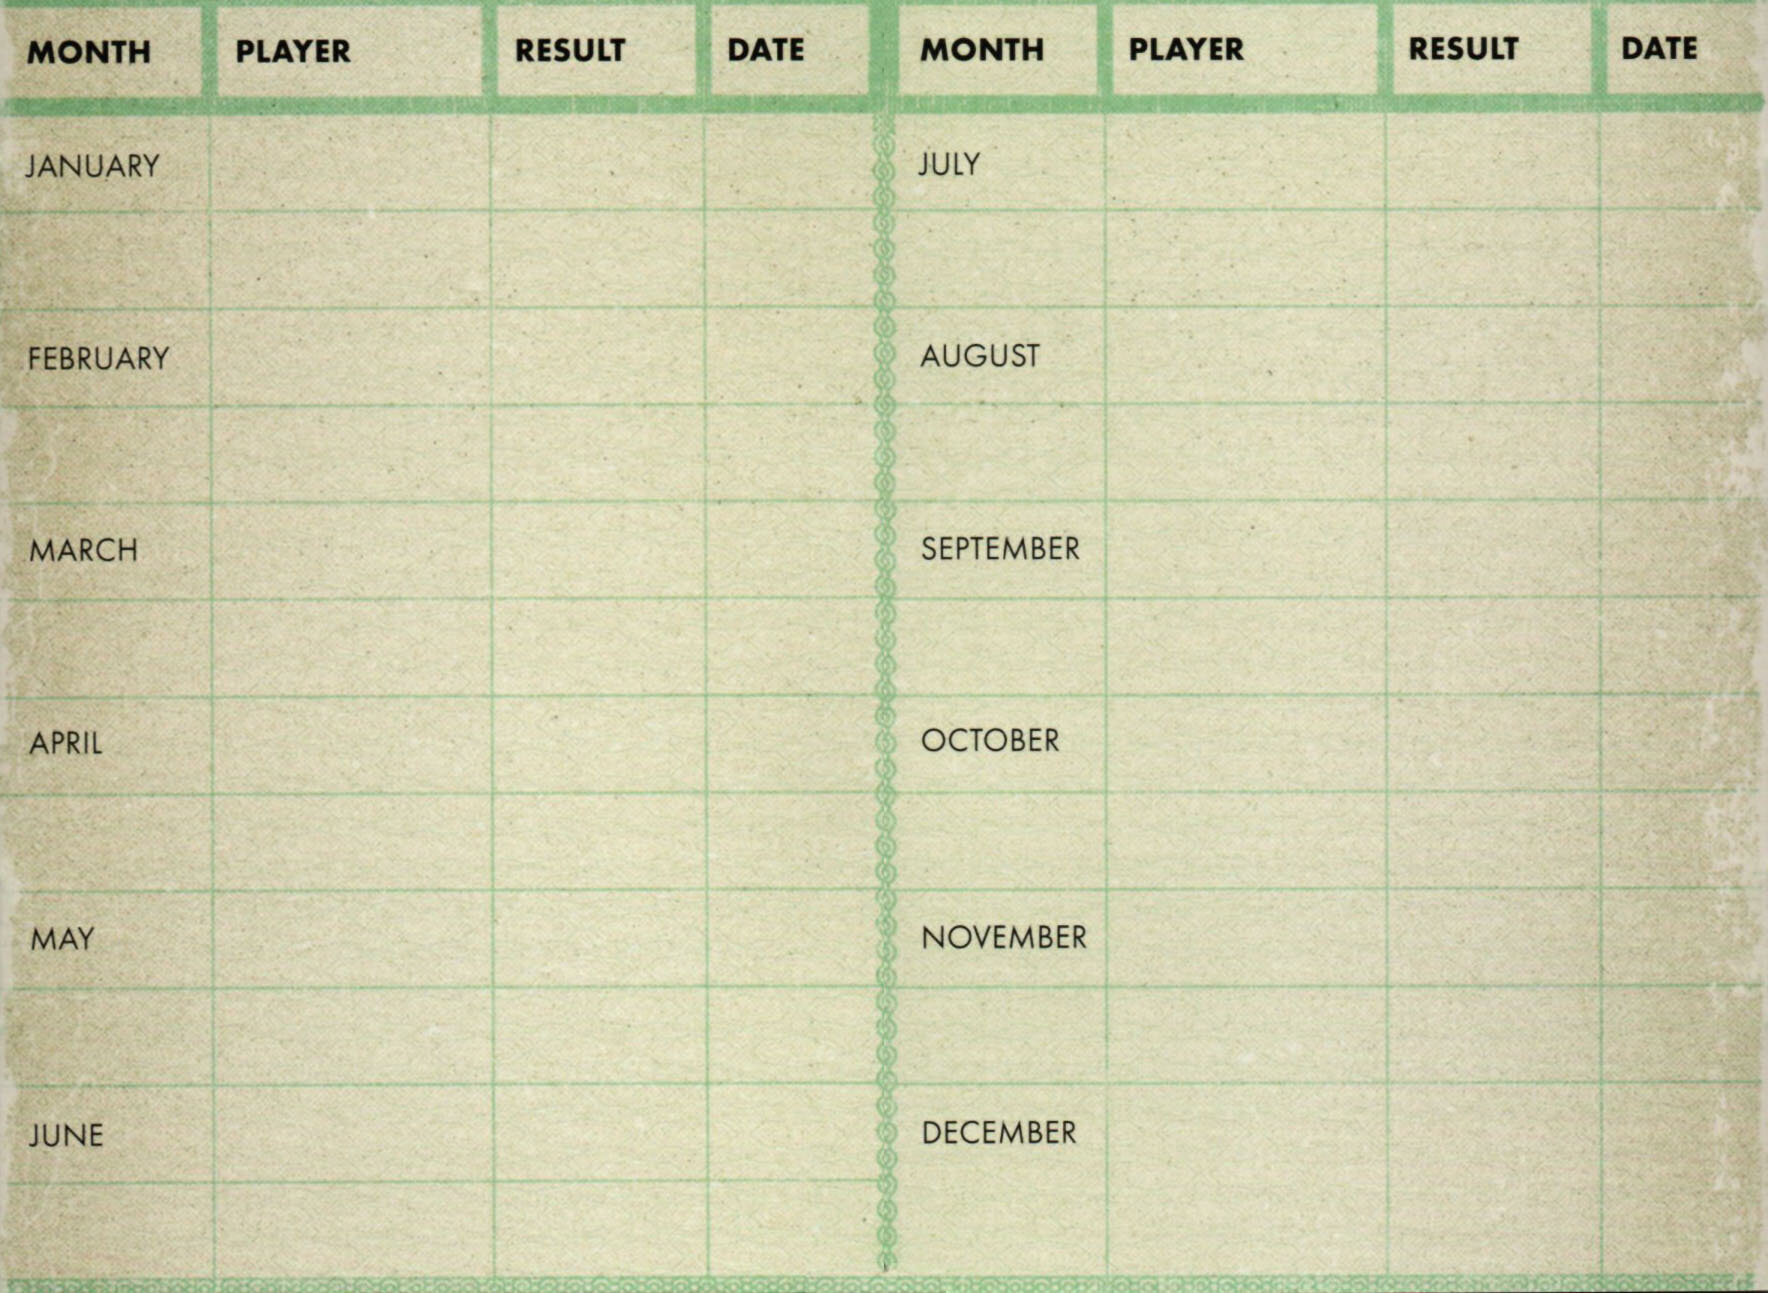 MONTH PLAYER RESULT DATE MONTH PLAYER RESULT DATE
JANUARY JULY
FEBRUARY AUGUST
MARCH SEPTEMBER
APRIL OCTOBER
MAY NOVEMBER
JUNE DECEMBER